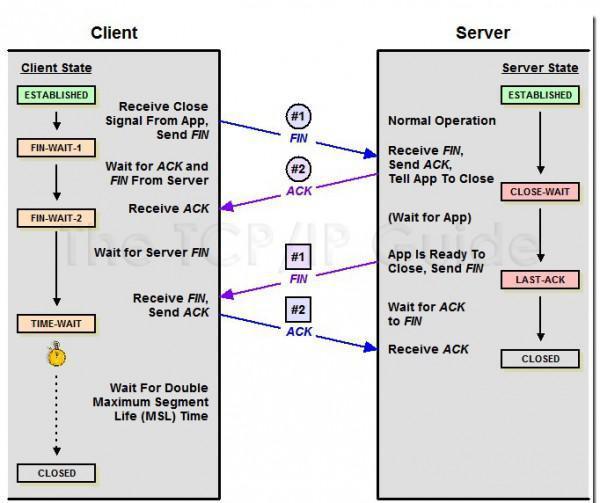 Client
Server
Client State
Server State
ESTABLISHED
Receive Close
Signal From App,
Send FIN
#1
FIN
Normal Operation
ESTABLISHED
FIN-WAIT-1
Wait for ACK and
FIN From Server
#2
ACK
Receive FIN,
Send ACK,
Tell App To Close
CLOSE-WAIT
FIN-WAIT-2
Receive ACK
(Wait for App)
The TCP/IP Guide
Wait for Server FIN
#1
FIN
App Is Ready To
Close, Send FIN
LAST-ACK
TIME-WAIT
Receive FIN,
Send ACK
#2
ACK
Wait for ACK
to FIN
Receive ACK
CLOSED
Wait For Double
Maximum Segment
Life (MSL) Time
CLOSED